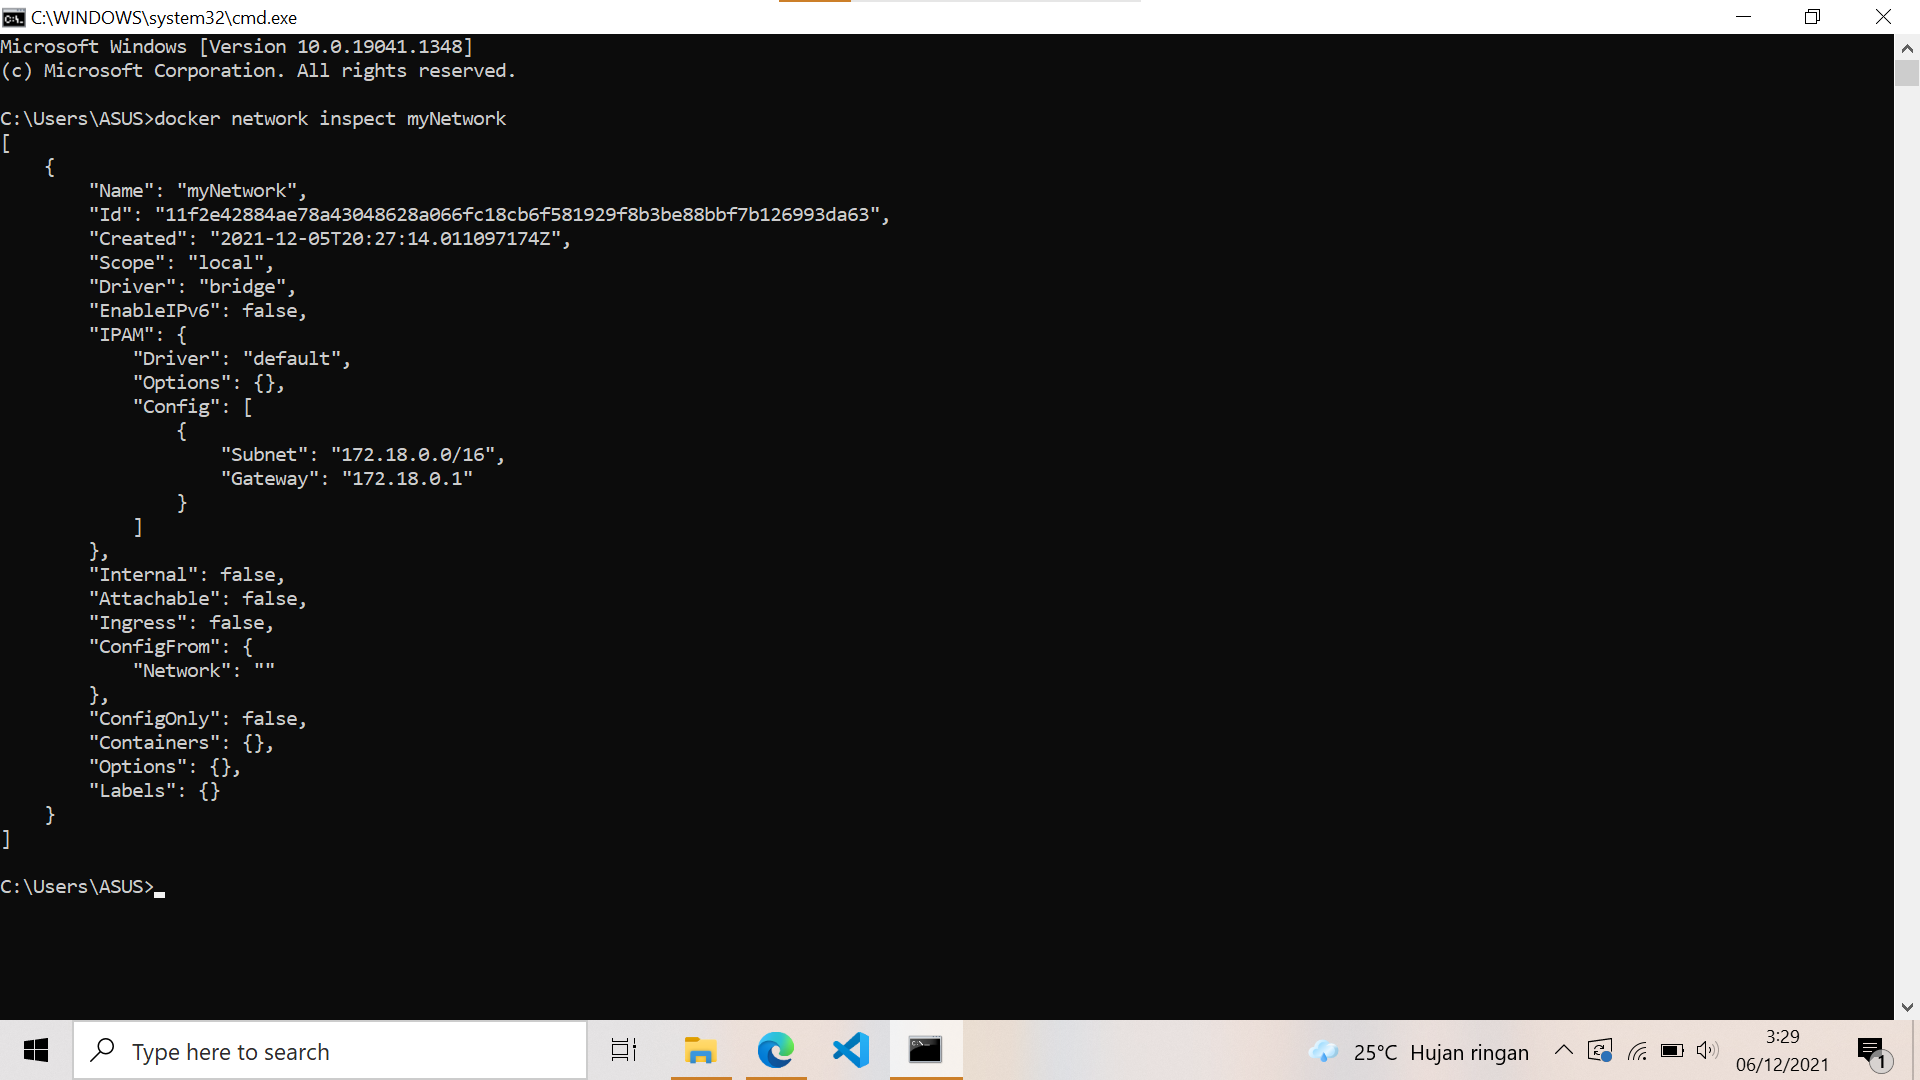 C:\WINDOWS\system32\cmd.exe
Microsoft Windows [Version 10.0.19041.1348]
(c) Microsoft Corporation. All rights reserved.

C:\Users\ASUS>docker network inspect myNetwork
[
    {
        "Name": "myNetwork",
        "Id": "11f2e42884ae78a43048628a066fc18cb6f581929f8b3be88bbf7b126993da63",
        "Created": "2021-12-05T20:27:14.011097174Z",
        "Scope": "local",
        "Driver": "bridge",
        "EnableIPv6": false,
        "IPAM": {
            "Driver": "default",
            "Options": {},
            "Config": [
                {
                    "Subnet": "172.18.0.0/16",
                    "Gateway": "172.18.0.1"
                }
            ]
        },
        "Internal": false,
        "Attachable": false,
        "Ingress": false,
        "ConfigFrom": {
            "Network": ""
        },
        "ConfigOnly": false,
        "Containers": {},
        "Options": {},
        "Labels": {}
    }
]

C:\Users\ASUS>
Type here to search
25°C Hujan ringan
3:29
06/12/2021
1